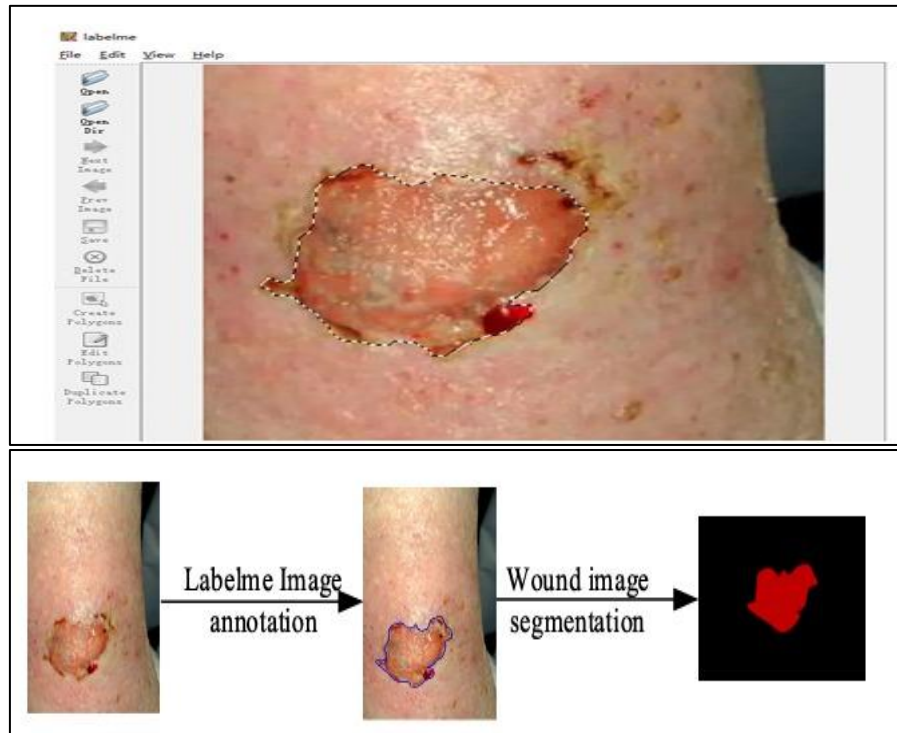 labelme
File Edit View Help
Open
Open
Dir
Next
Image
Prev
Image
Save
Delete
File
Create
Polygons
Edit
Polygons
Duplicate
Polygons
Labelme Image
annotation
Wound image
segmentation